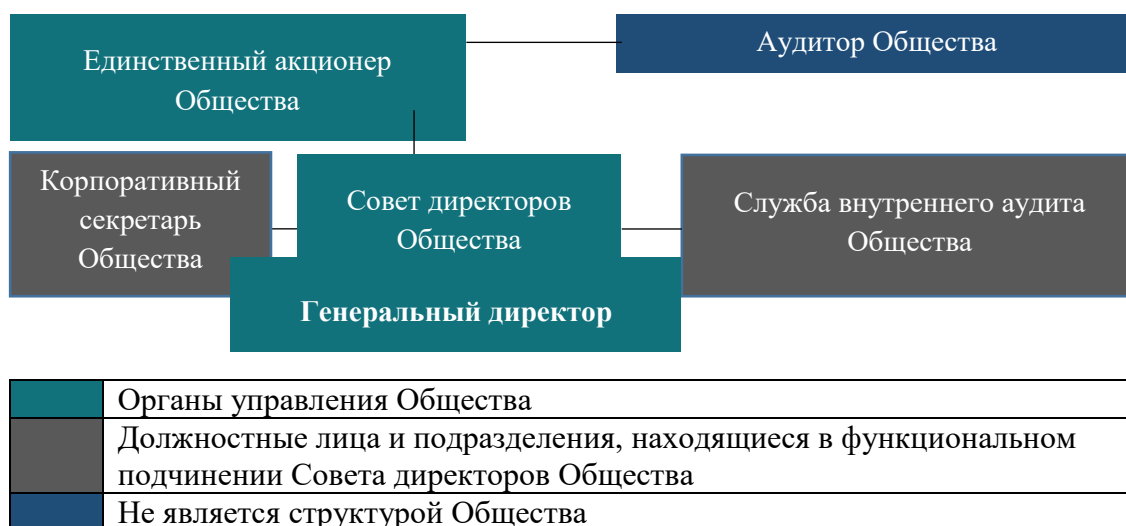 Единственный акционер
Общества
Аудитор Общества
Корпоративный
секретарь
Общества
Совет директоров
Общества
Служба внутреннего аудита
Общества
Генеральный директор
Органы управления Общества
Должностные лица и подразделения, находящиеся в функциональном
подчинении Совета директоров Общества
Не является структурой Общества